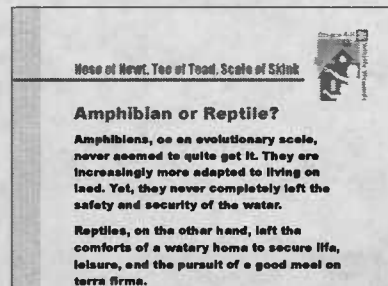 Nose of Newt, Toe of Toad, Scale of Skink
Amphibian or Reptile?
Amphibians, on an evolutionary scale,
never seemed to quite get it. They are
increasingly more adapted to living on
land. Yet, they never completely left the
safety and security of the water.
Reptiles, on the other hand, left the
comforts of a watery home to secure life,
leisure, and the pursuit of a good meal on
terra firma.